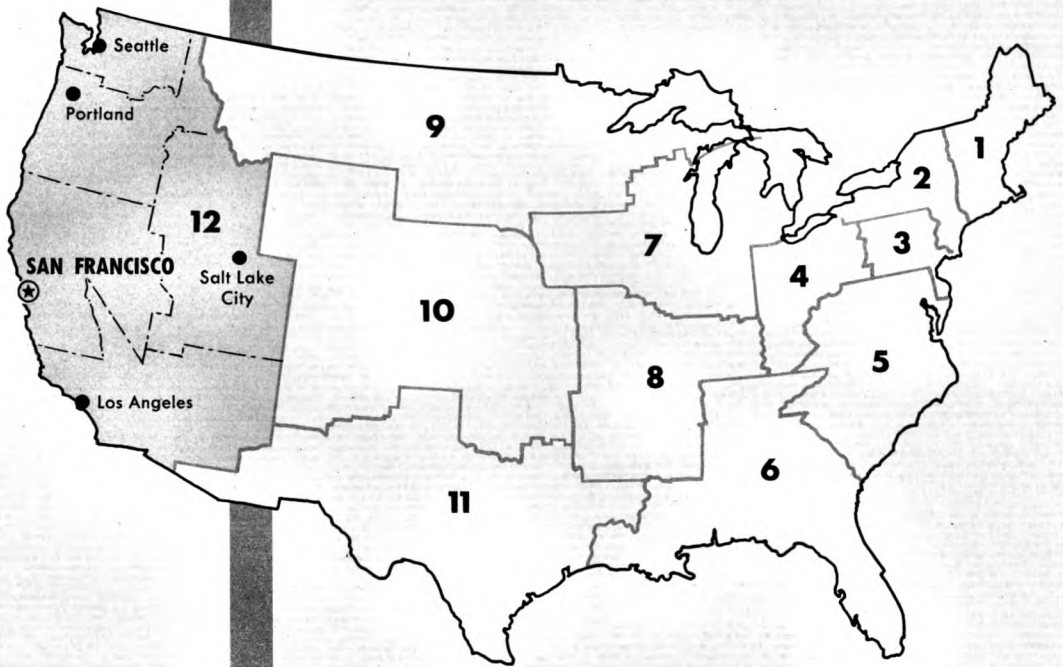 Seattle
Portland
9
1
2
12
7
3
SAN FRANCISCO
Salt Lake
City
4
10
5
8
Los Angeles
6
11